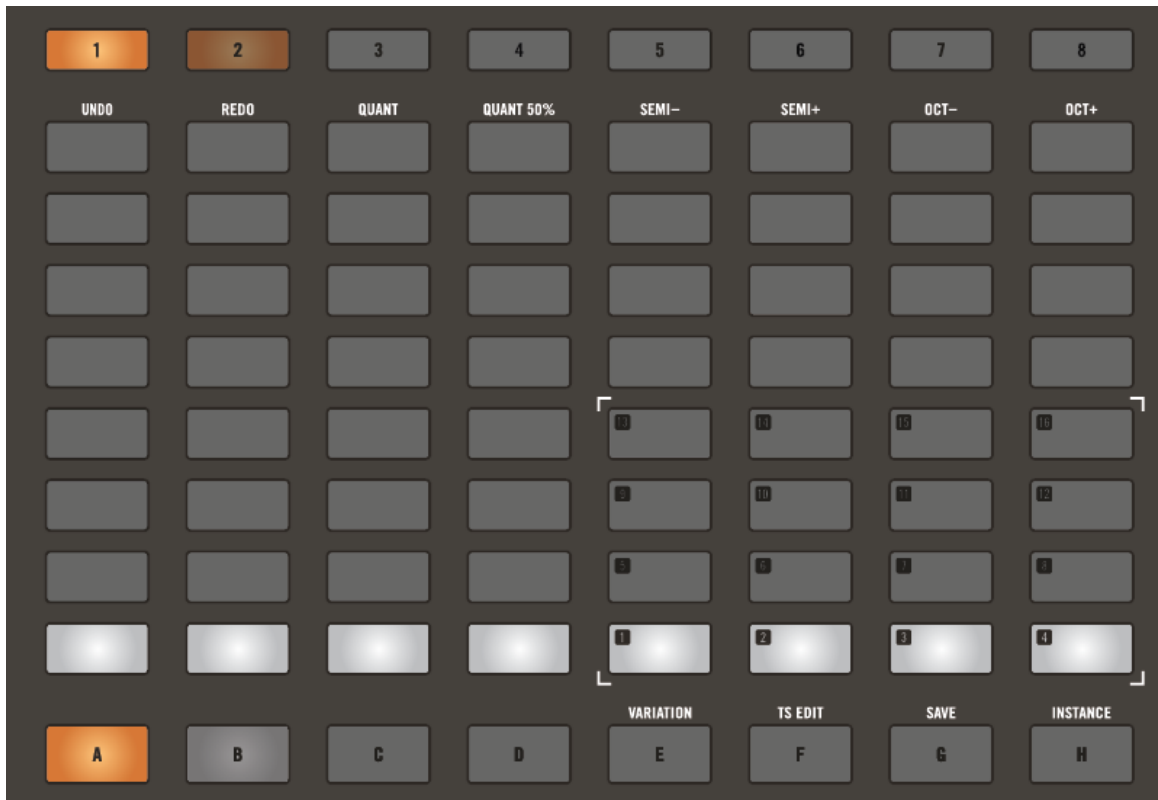 1 2 3 4 5 6 7 8
UNDO REDO QUANT QUANT 50% SEMI− SEMI+ OCT− OCT+
13 14 15 16
9 10 11 12
5 6 7 8
1 2 3 4
VARIATION TS EDIT SAVE INSTANCE
A B C D E F G H